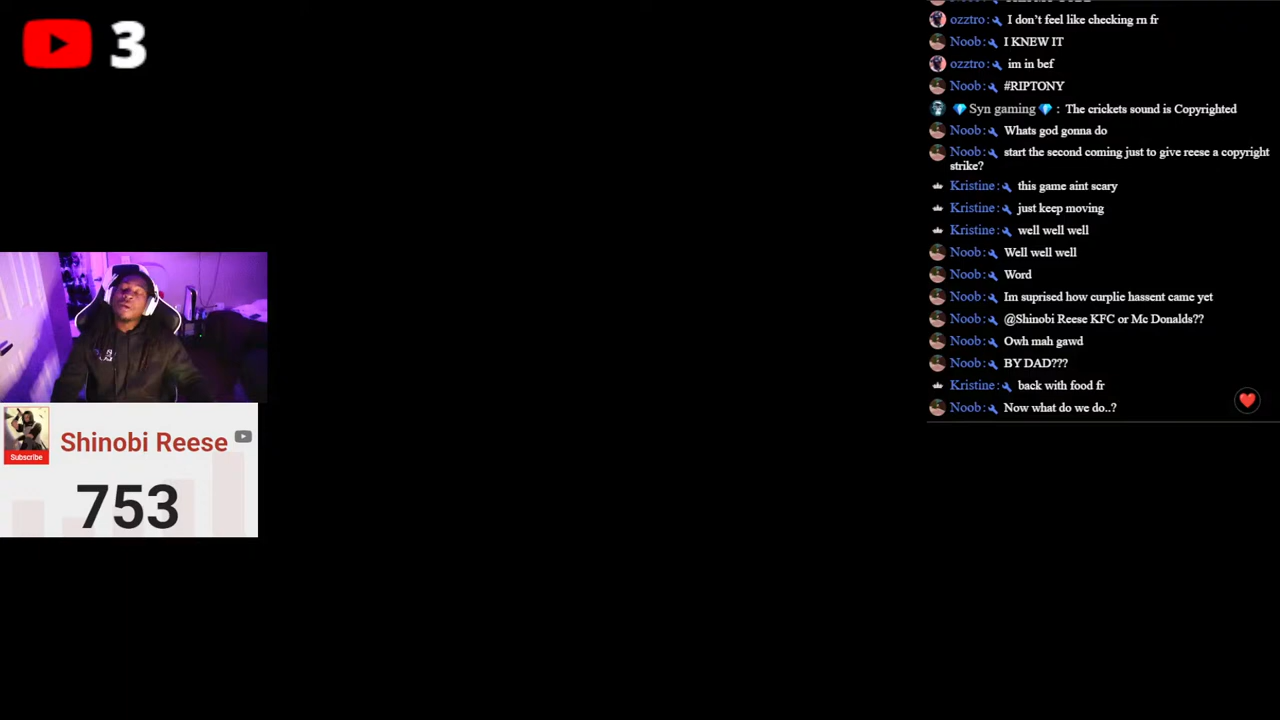 3
ozztro: I don't feel like checking rn fr
Noob: I KNEW IT
ozztro: im in bef
Noob: #RIPTONY
💎 Syn gaming 💎 : The crickets sound is Copyrighted
Noob: Whats god gonna do
Noob: start the second coming just to give reese a copyright
strike?
Kristine: this game aint scary
Kristine: just keep moving
Kristine: well well well
Noob: Well well well
Noob: Word
Noob: Im suprised how curplie hassent came yet
Noob: @Shinobi Reese KFC or Mc Donalds??
Noob: Owh mah gawd
Noob: BY DAD???
Kristine: back with food fr
Noob: Now what do we do..?
Shinobi Reese
Subscribe
753